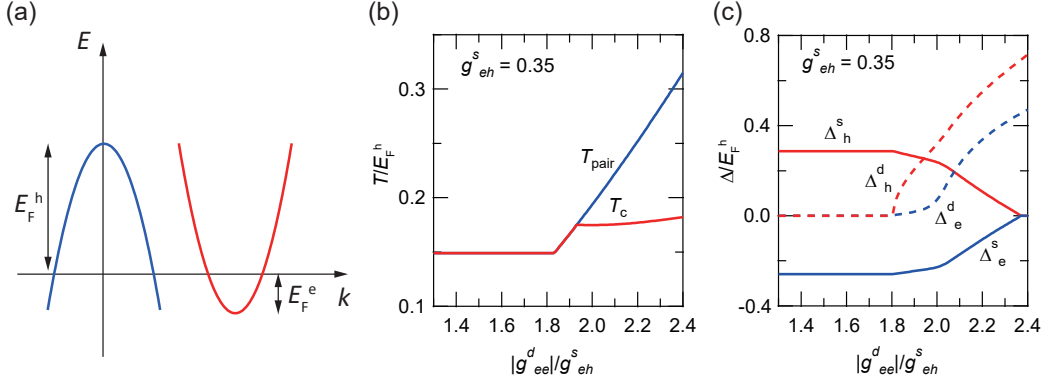 (a)
E
E_F^h
E_F^e
k
(b)
g^s_eh = 0.35
T/E_F^h
0.3
0.2
0.1
T_pair
T_c
1.4 1.6 1.8 2.0 2.2 2.4
|g^d_ee|/g^s_eh
(c)
g^s_eh = 0.35
Δ/E_F^h
0.8
0.4
0.0
-0.4
Δ^s_h
Δ^d_h
Δ^d_e
Δ^s_e
1.4 1.6 1.8 2.0 2.2 2.4
|g^d_ee|/g^s_eh